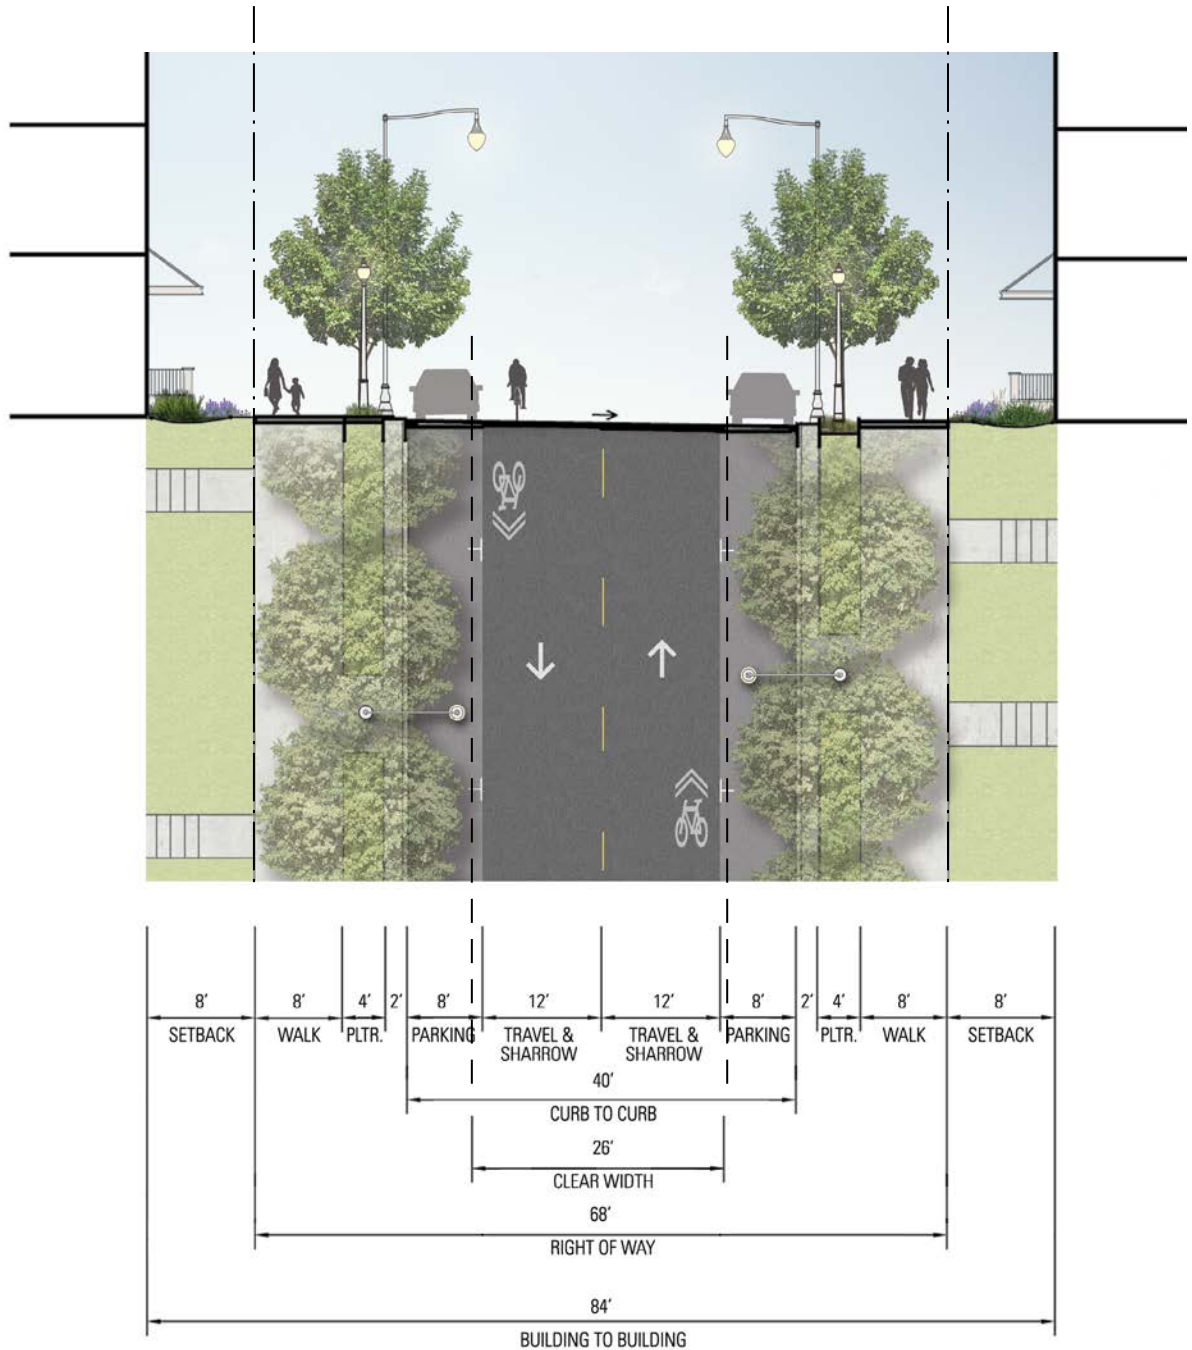 8' 8' 4' 2' 8' 12' 12' 8' 2' 4' 8' 8'
SETBACK WALK PLTR. PARKING TRAVEL & TRAVEL & PARKING PLTR. WALK SETBACK
SHARROW SHARROW
40'
CURB TO CURB
26'
CLEAR WIDTH
68'
RIGHT OF WAY
84'
BUILDING TO BUILDING